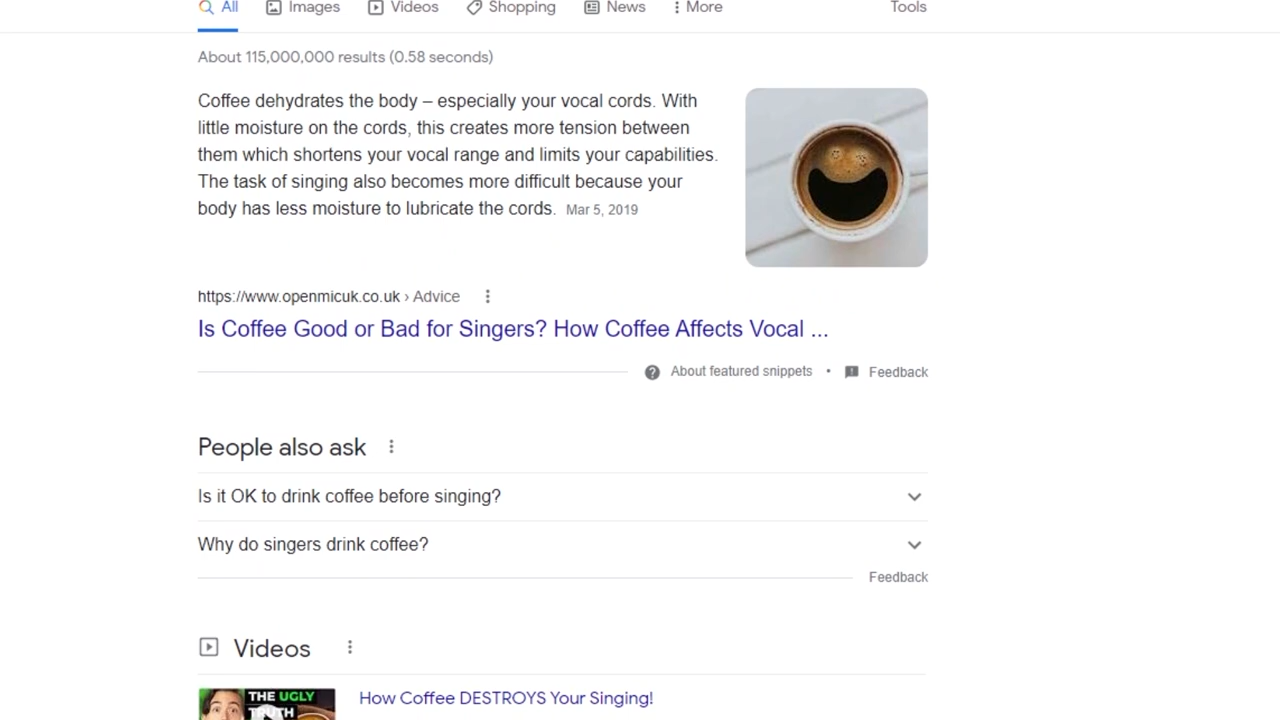 All Images Videos Shopping News More Tools
About 115,000,000 results (0.58 seconds)
Coffee dehydrates the body – especially your vocal cords. With
little moisture on the cords, this creates more tension between
them which shortens your vocal range and limits your capabilities.
The task of singing also becomes more difficult because your
body has less moisture to lubricate the cords. Mar 5, 2019
https://www.openmicuk.co.uk › Advice
Is Coffee Good or Bad for Singers? How Coffee Affects Vocal ...
About featured snippets • Feedback
People also ask
Is it OK to drink coffee before singing?
Why do singers drink coffee?
Feedback
Videos
THE UGLY
TRUTH
How Coffee DESTROYS Your Singing!